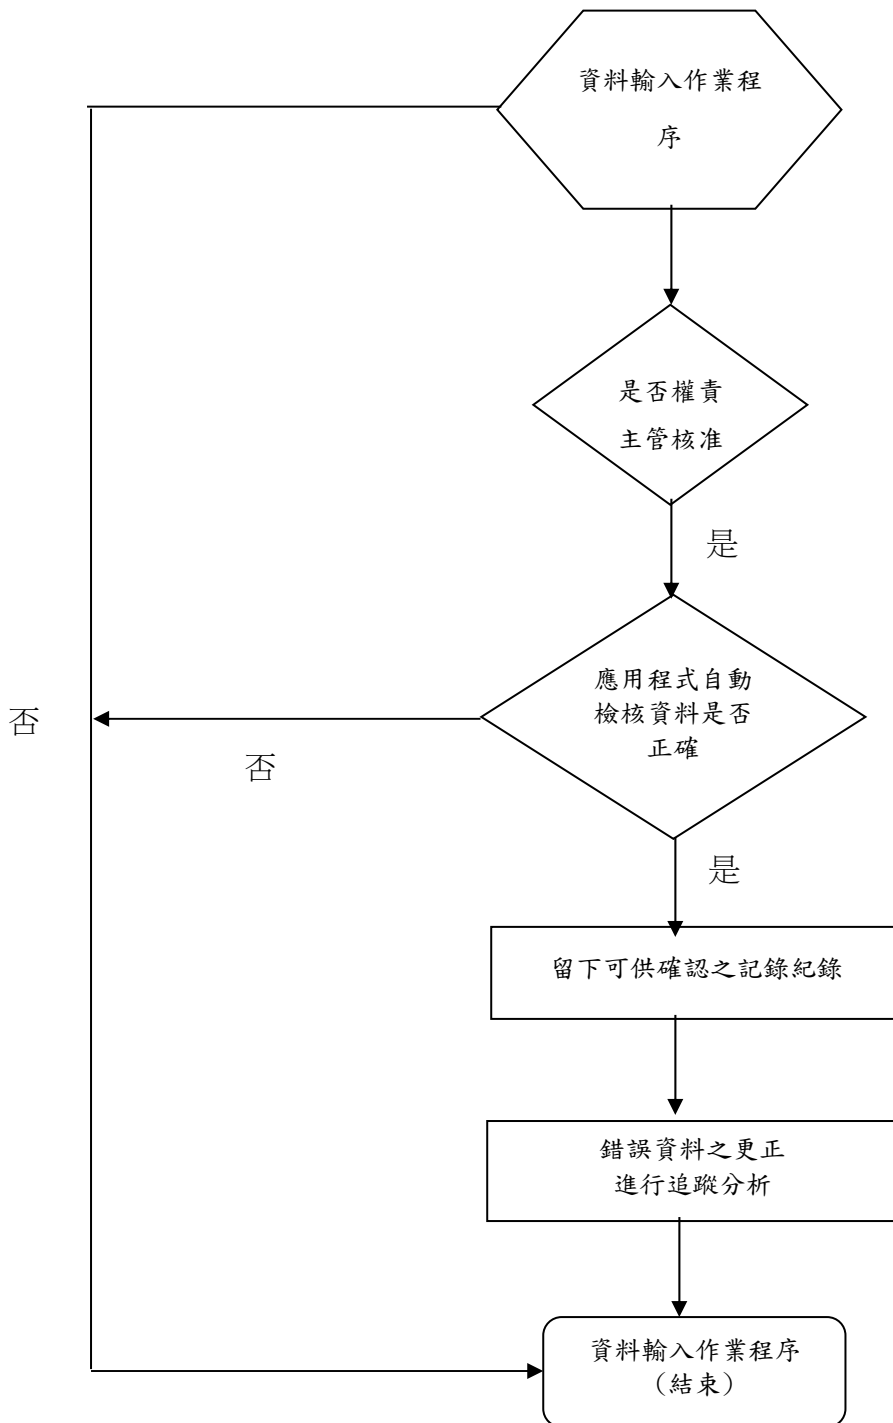 資料輸入作業程
序
是否權責
主管核准
是
應用程式自動
檢核資料是否
正確
否
否
是
留下可供確認之記錄紀錄
錯誤資料之更正
進行追蹤分析
資料輸入作業程序
（結束）